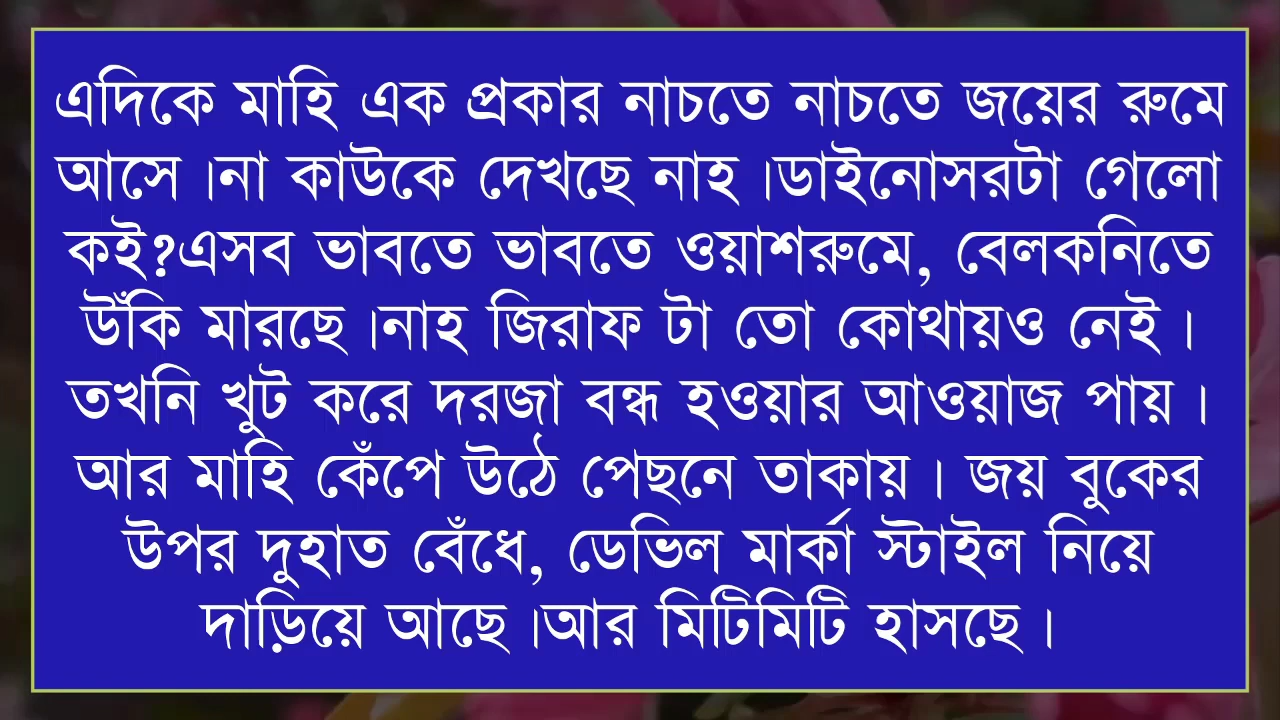 এদিকে মাহি এক প্রকার নাচতে নাচতে জয়ের রুমে
আসে ।না কাউকে দেখছে নাহ ।ডাইনোসরটা গেলো
কই?এসব ভাবতে ভাবতে ওয়াশরুমে, বেলকনিতে
উঁকি মারছে ।নাহ জিরাফ টা তো কোথায়ও নেই ।
তখনি খুট করে দরজা বন্ধ হওয়ার আওয়াজ পায় ।
আর মাহি কেঁপে উঠে পেছনে তাকায় । জয় বুকের
উপর দুহাত বেঁধে, ডেভিল মার্কা স্টাইল নিয়ে
দাড়িয়ে আছে ।আর মিটিমিটি হাসছে ।